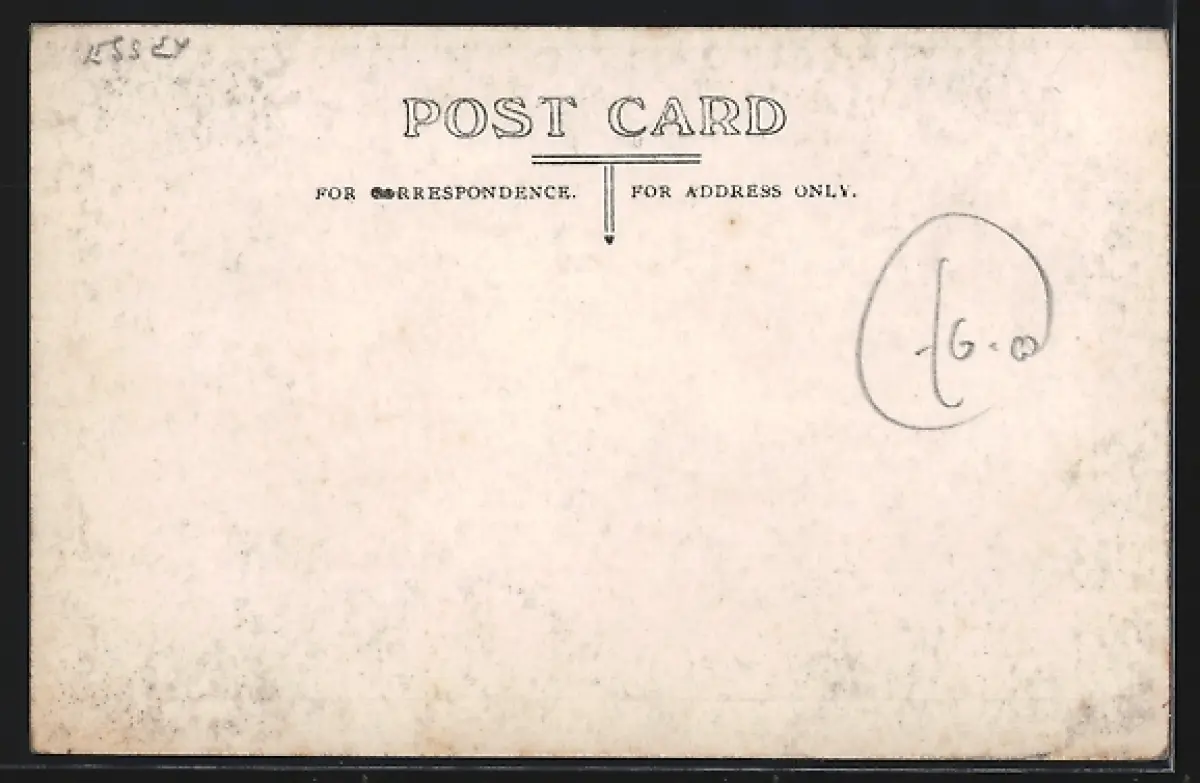 POST CARD
FOR CORRESPONDENCE. FOR ADDRESS ONLY.